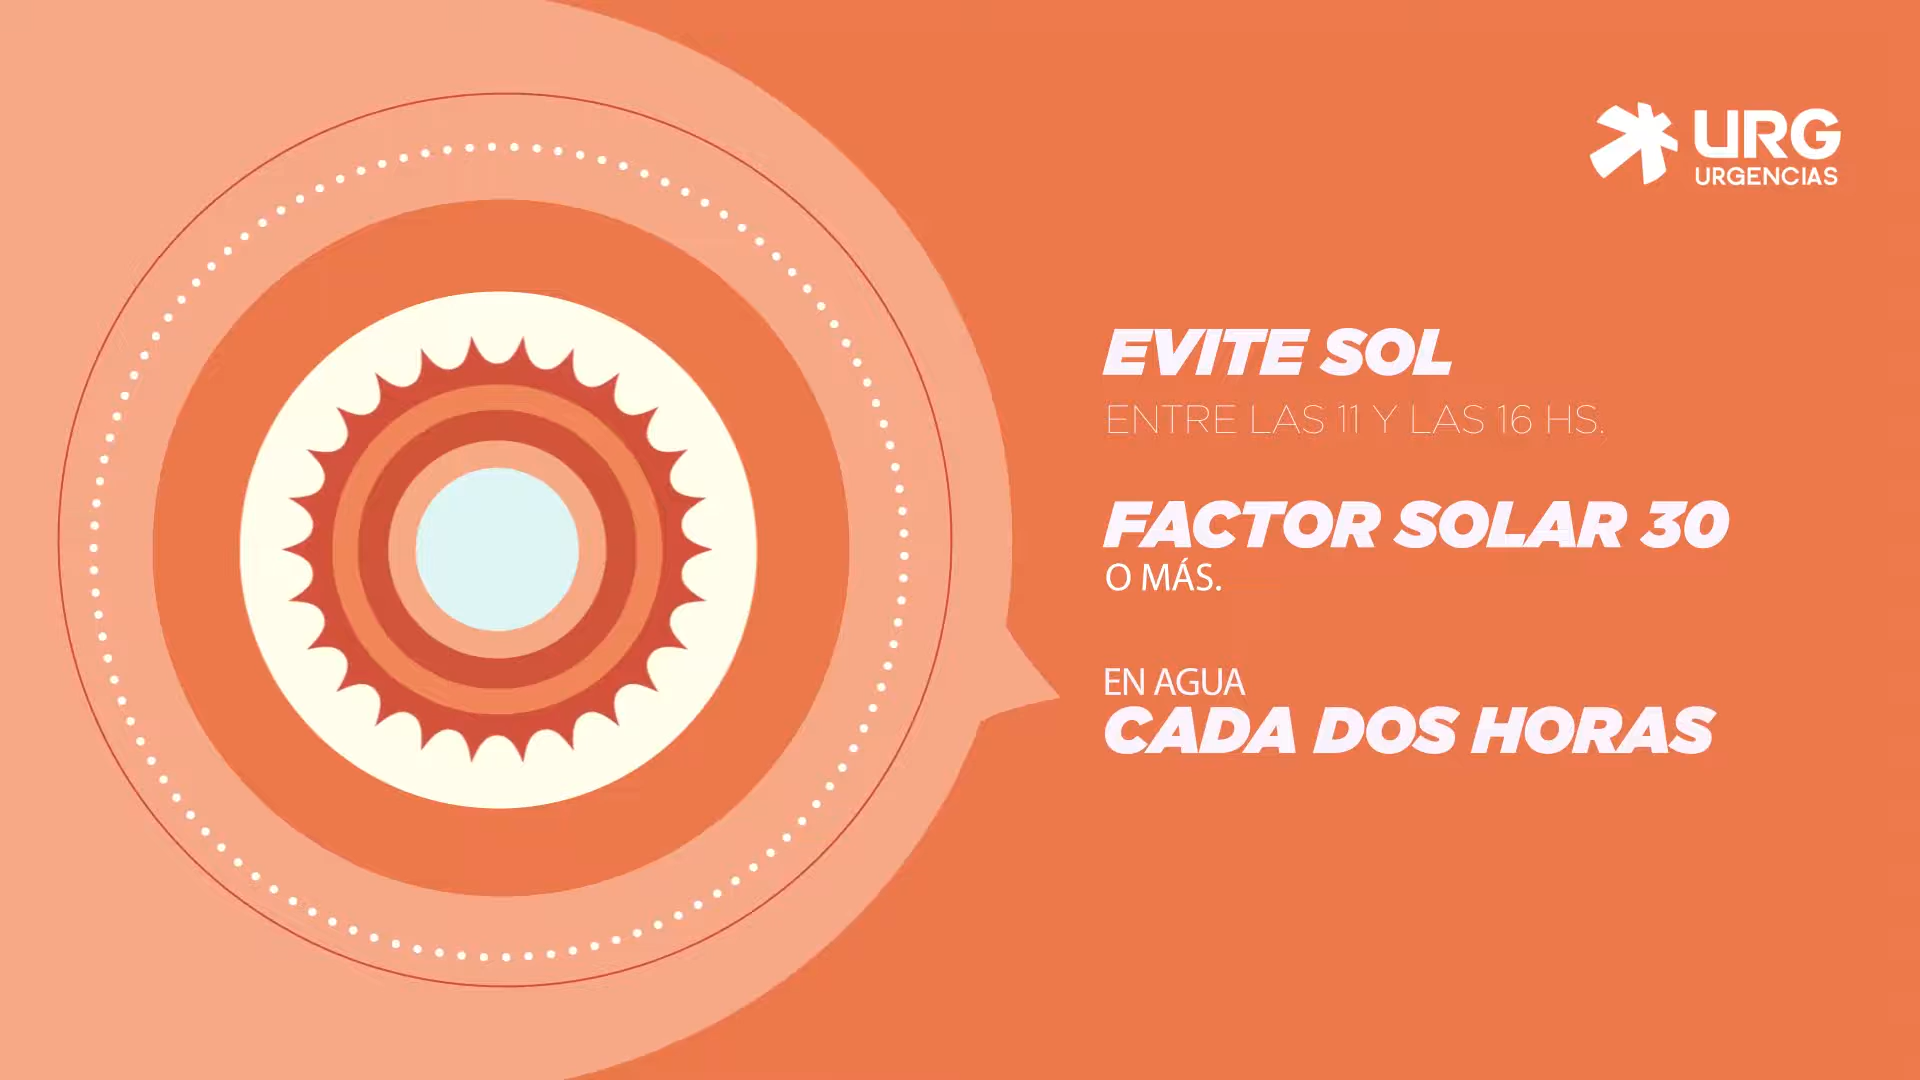 URG
URGENCIAS
EVITE SOL
ENTRE LAS 11 Y LAS 16 HS.
FACTOR SOLAR 30
O MÁS.
EN AGUA
CADA DOS HORAS